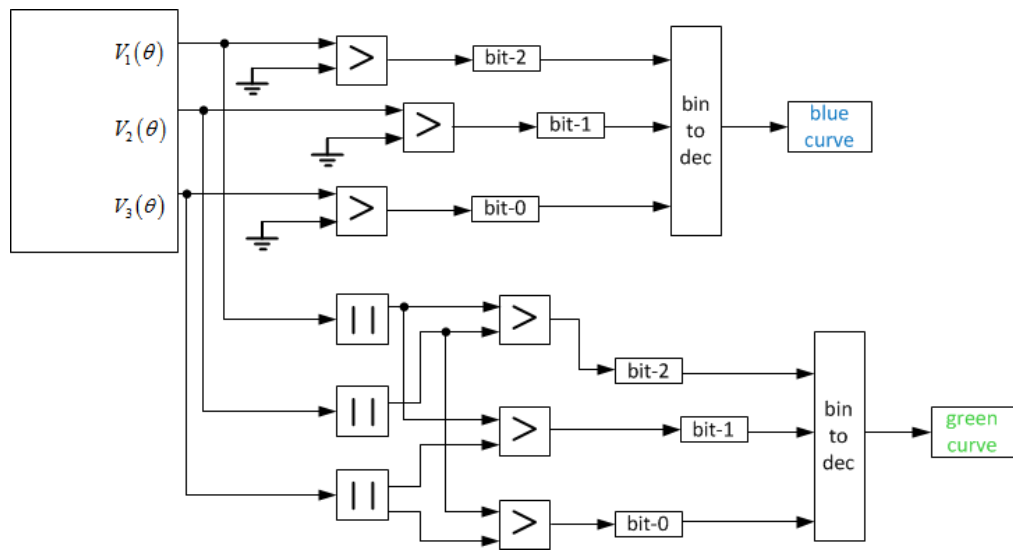 V₁(θ)
>
bit-2
V₂(θ)
>
bit-1
V₃(θ)
>
bit-0
bin
to
dec
blue
curve
| |
>
bit-2
| |
>
bit-1
| |
>
bit-0
bin
to
dec
green
curve